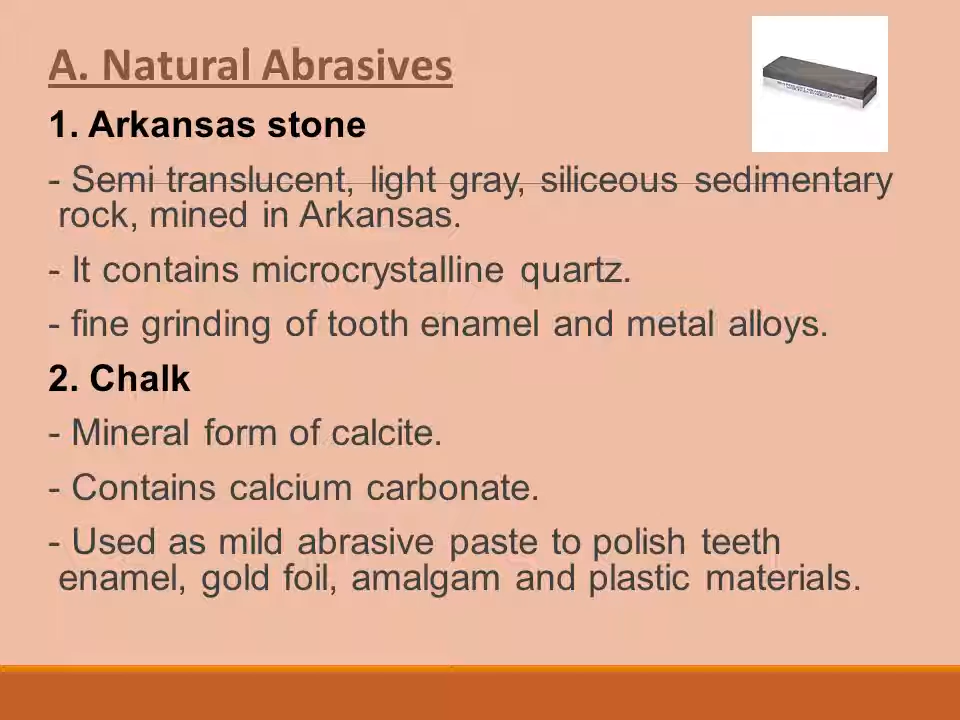 A. Natural Abrasives
1. Arkansas stone
- Semi translucent, light gray, siliceous sedimentary
rock, mined in Arkansas.
- It contains microcrystalline quartz.
- fine grinding of tooth enamel and metal alloys.
2. Chalk
- Mineral form of calcite.
- Contains calcium carbonate.
- Used as mild abrasive paste to polish teeth
enamel, gold foil, amalgam and plastic materials.